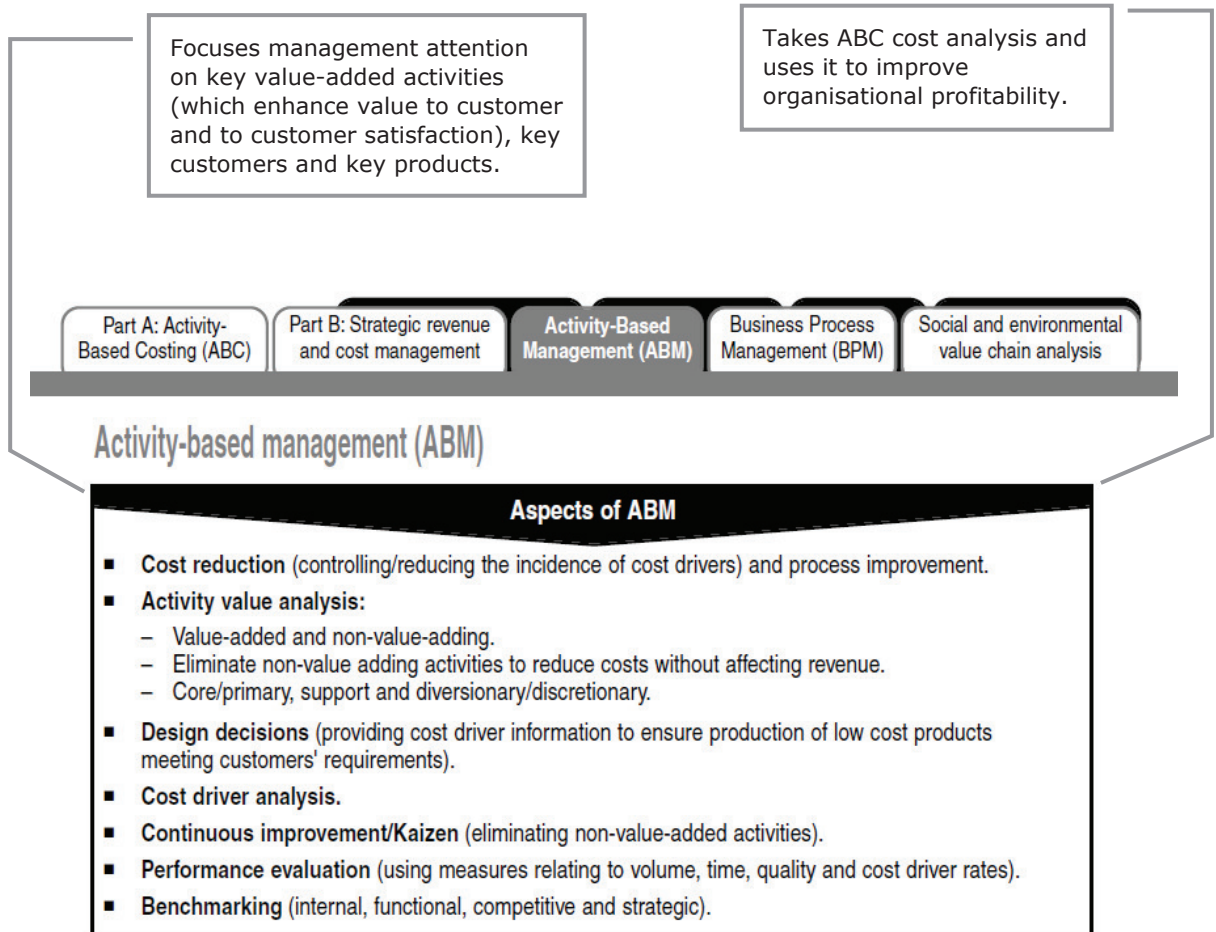 Focuses management attention
on key value-added activities
(which enhance value to customer
and to customer satisfaction), key
customers and key products.
Takes ABC cost analysis and
uses it to improve
organisational profitability.
Part A: Activity-
Based Costing (ABC)
Part B: Strategic revenue
and cost management
Activity-Based
Management (ABM)
Business Process
Management (BPM)
Social and environmental
value chain analysis
Activity-based management (ABM)
Aspects of ABM
■ Cost reduction (controlling/reducing the incidence of cost drivers) and process improvement.
■ Activity value analysis:
– Value-added and non-value-adding.
– Eliminate non-value adding activities to reduce costs without affecting revenue.
– Core/primary, support and diversionary/discretionary.
■ Design decisions (providing cost driver information to ensure production of low cost products
meeting customers' requirements).
■ Cost driver analysis.
■ Continuous improvement/Kaizen (eliminating non-value-added activities).
■ Performance evaluation (using measures relating to volume, time, quality and cost driver rates).
■ Benchmarking (internal, functional, competitive and strategic).